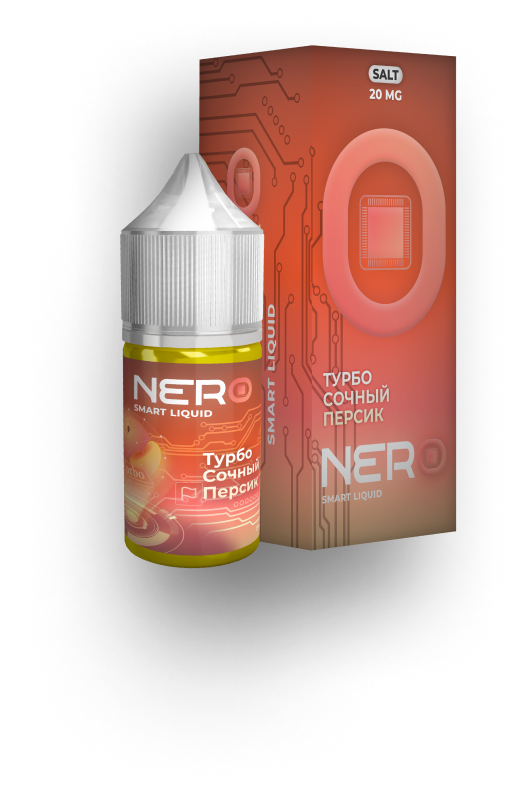 SALT
20 MG
ТУРБО
СОЧНЫЙ
ПЕРСИК
NERO
SMART LIQUID
SMART LIQUID
NERO
SMART LIQUID
Турбо
Сочный
Персик